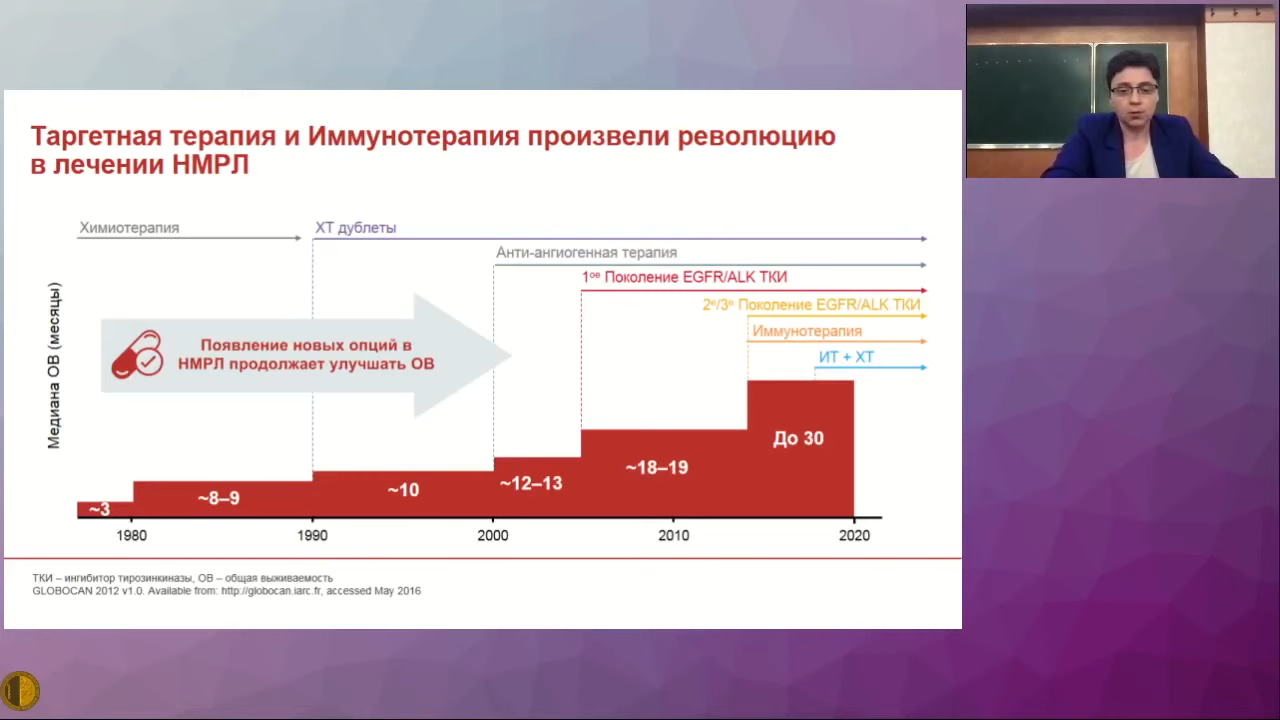 Таргетная терапия и Иммунотерапия произвели революцию
в лечении НМРЛ
Химиотерапия
ХТ дублеты
Анти-ангиогенная терапия
1ое Поколение EGFR/ALK ТКИ
2е/3е Поколение EGFR/ALK ТКИ
Иммунотерапия
ИТ + ХТ
Медиана ОВ (месяцы)
Появление новых опций в
НМРЛ продолжает улучшать ОВ
~3
~8–9
~10
~12–13
~18–19
До 30
1980
1990
2000
2010
2020
ТКИ – ингибитор тирозинкиназы, ОВ – общая выживаемость
GLOBOCAN 2012 v1.0. Available from: http://globocan.iarc.fr, accessed May 2016